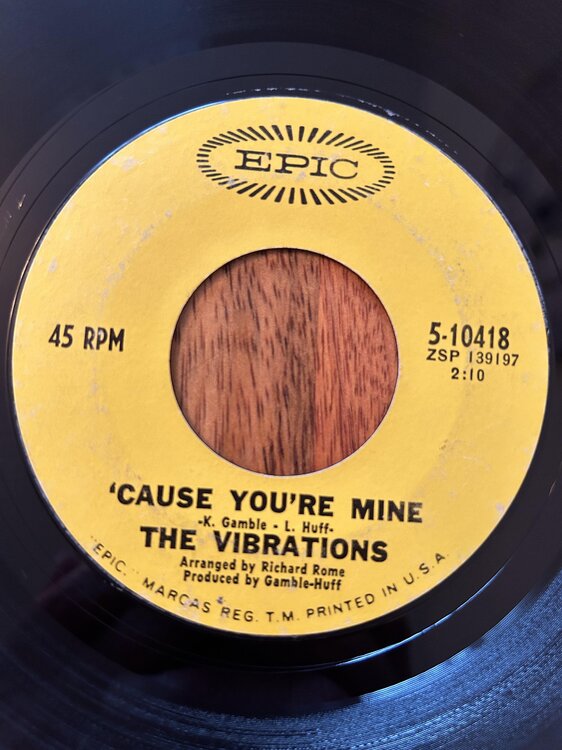 EPIC
45 RPM
5-10418
ZSP 139197
2:10
'CAUSE YOU'RE MINE
-K. Gamble - L. Huff-
THE VIBRATIONS
Arranged by Richard Rome
Produced by Gamble-Huff
"EPIC," MARCAS REG. T.M. PRINTED IN U.S.A.